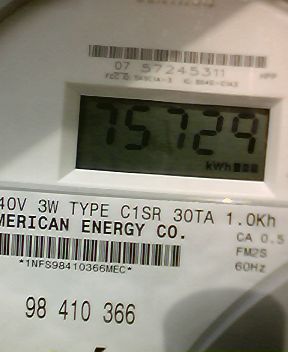 07 57245311
75729
kWh
40V 3W TYPE C1SR 30TA 1.0Kh
MERICAN ENERGY CO.
CA 0.5
FM2S
*1NFS98410366MEC*
60Hz
98 410 366